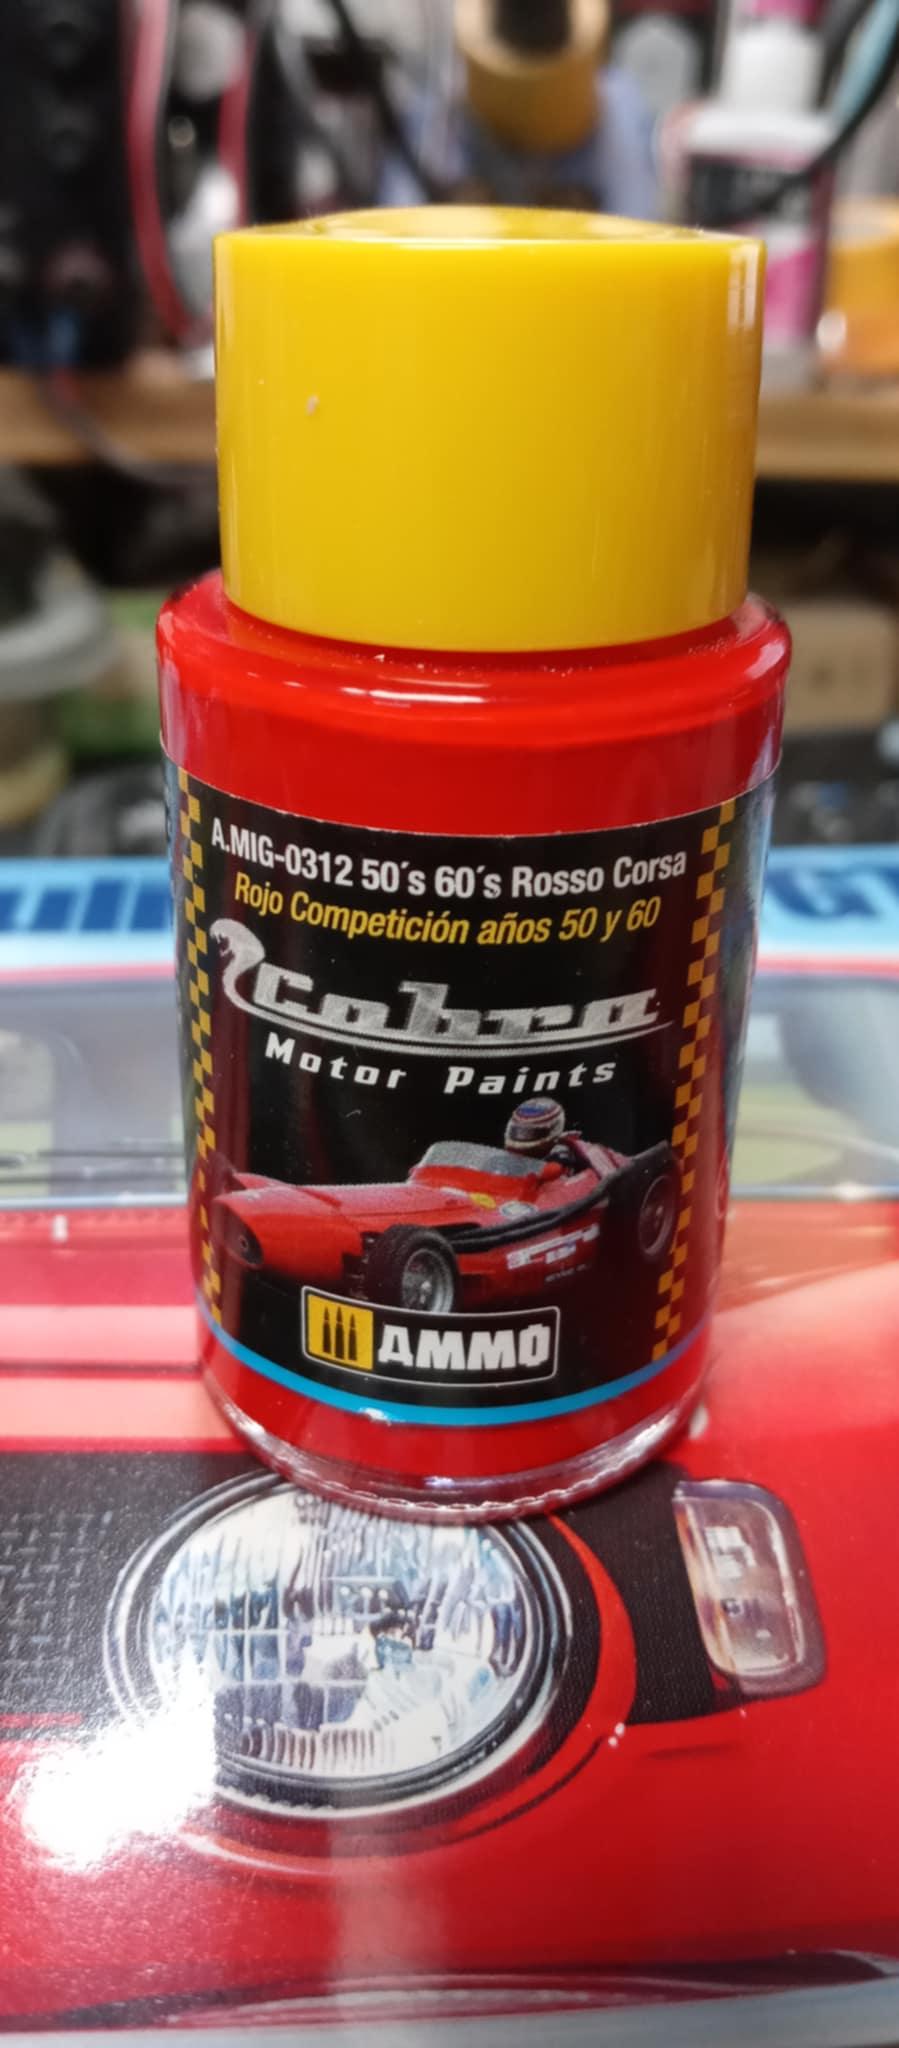 A.MIG-0312 50´s 60´s Rosso Corsa
Rojo Competición años 50 y 60
Cobra
Motor Paints
AMMO